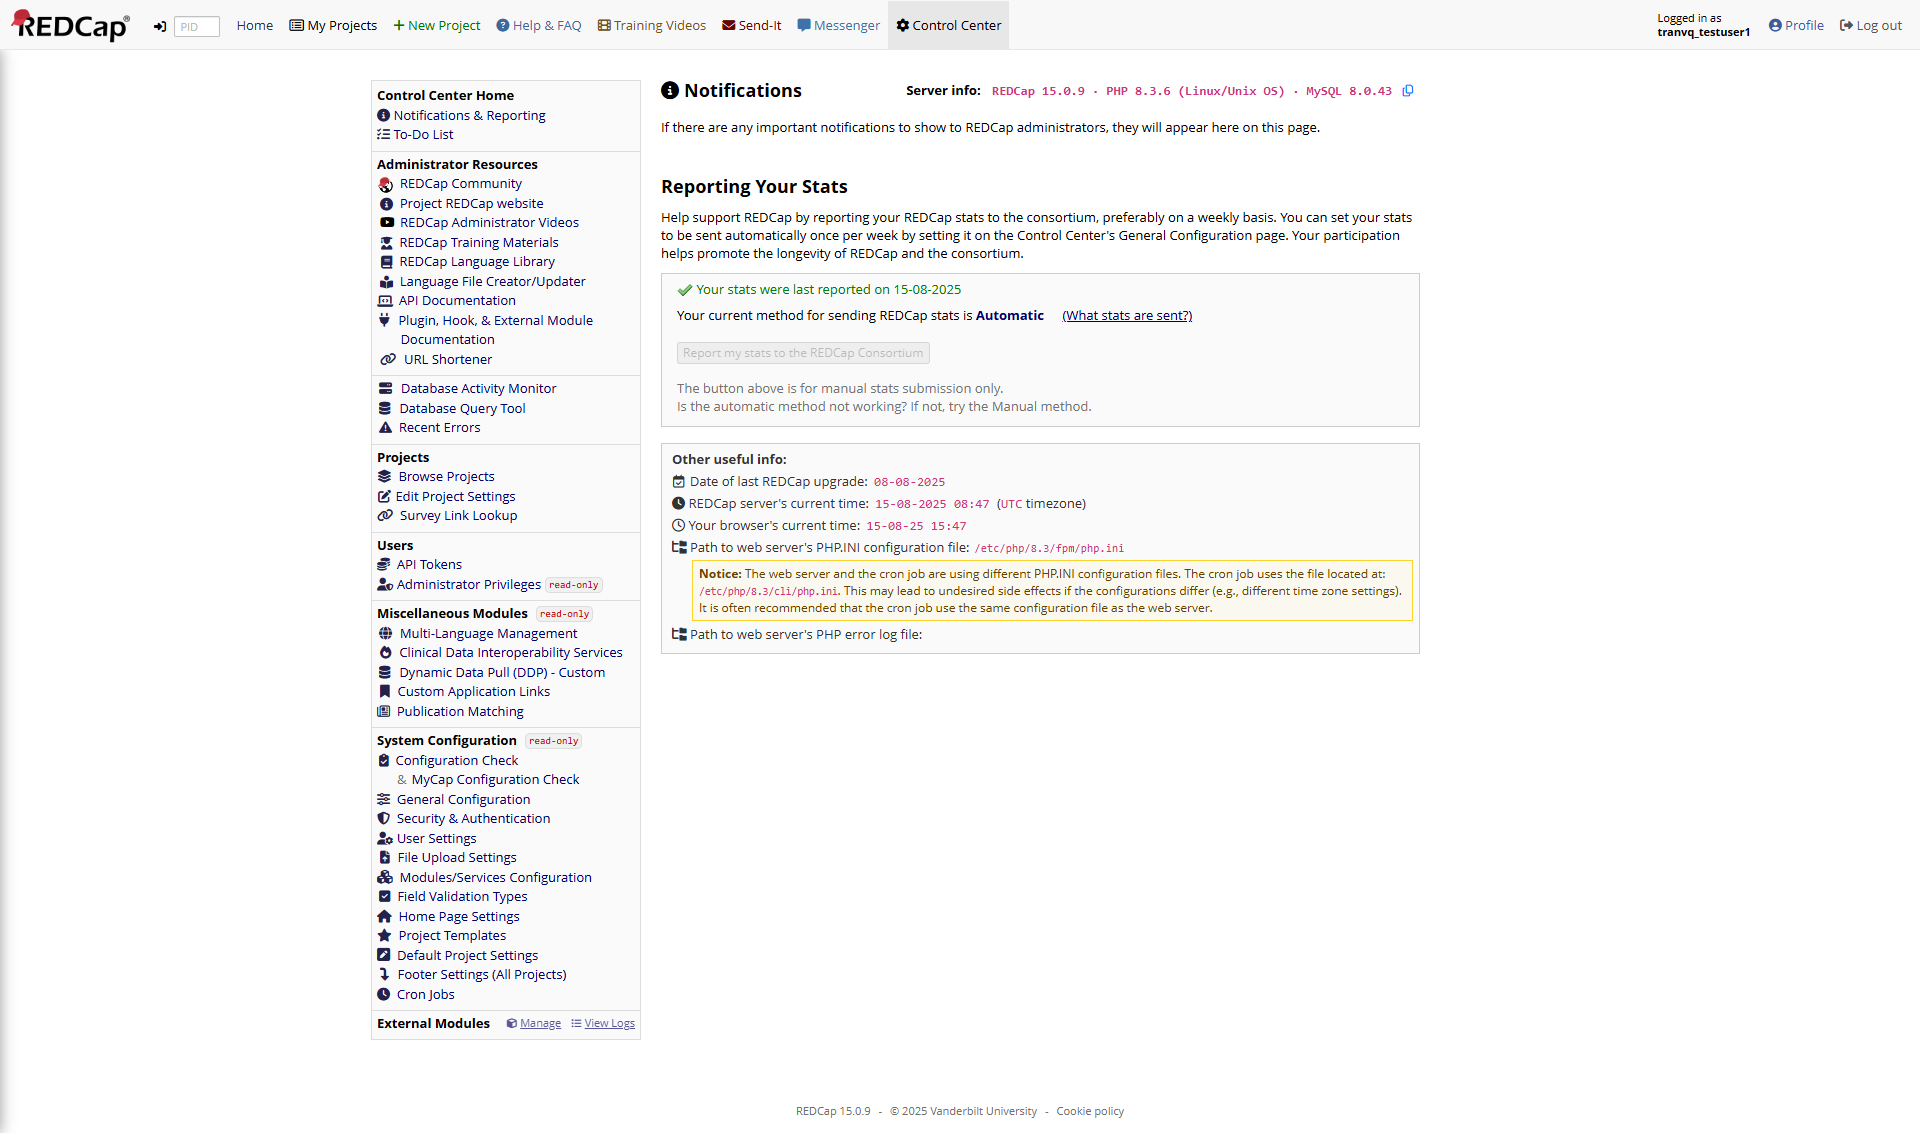 REDCap®
PID
Home
My Projects
New Project
Help & FAQ
Training Videos
Send-It
Messenger
Control Center
Logged in as
tranvq_testuser1
Profile
Log out
Control Center Home
Notifications & Reporting
To-Do List
Administrator Resources
REDCap Community
Project REDCap website
REDCap Administrator Videos
REDCap Training Materials
REDCap Language Library
Language File Creator/Updater
API Documentation
Plugin, Hook, & External Module
Documentation
URL Shortener
Database Activity Monitor
Database Query Tool
Recent Errors
Projects
Browse Projects
Edit Project Settings
Survey Link Lookup
Users
API Tokens
Administrator Privileges read-only
Miscellaneous Modules read-only
Multi-Language Management
Clinical Data Interoperability Services
Dynamic Data Pull (DDP) - Custom
Custom Application Links
Publication Matching
System Configuration read-only
Configuration Check
& MyCap Configuration Check
General Configuration
Security & Authentication
User Settings
File Upload Settings
Modules/Services Configuration
Field Validation Types
Home Page Settings
Project Templates
Default Project Settings
Footer Settings (All Projects)
Cron Jobs
External Modules Manage View Logs
Notifications
Server info: REDCap 15.0.9 · PHP 8.3.6 (Linux/Unix OS) · MySQL 8.0.43
If there are any important notifications to show to REDCap administrators, they will appear here on this page.
Reporting Your Stats
Help support REDCap by reporting your REDCap stats to the consortium, preferably on a weekly basis. You can set your stats
to be sent automatically once per week by setting it on the Control Center's General Configuration page. Your participation
helps promote the longevity of REDCap and the consortium.
Your stats were last reported on 15-08-2025
Your current method for sending REDCap stats is Automatic (What stats are sent?)
Report my stats to the REDCap Consortium
The button above is for manual stats submission only.
Is the automatic method not working? If not, try the Manual method.
Other useful info:
Date of last REDCap upgrade: 08-08-2025
REDCap server's current time: 15-08-2025 08:47 (UTC timezone)
Your browser's current time: 15-08-25 15:47
Path to web server's PHP.INI configuration file: /etc/php/8.3/fpm/php.ini
Notice: The web server and the cron job are using different PHP.INI configuration files. The cron job uses the file located at:
/etc/php/8.3/cli/php.ini. This may lead to undesired side effects if the configurations differ (e.g., different time zone settings).
It is often recommended that the cron job use the same configuration file as the web server.
Path to web server's PHP error log file:
REDCap 15.0.9 - © 2025 Vanderbilt University - Cookie policy